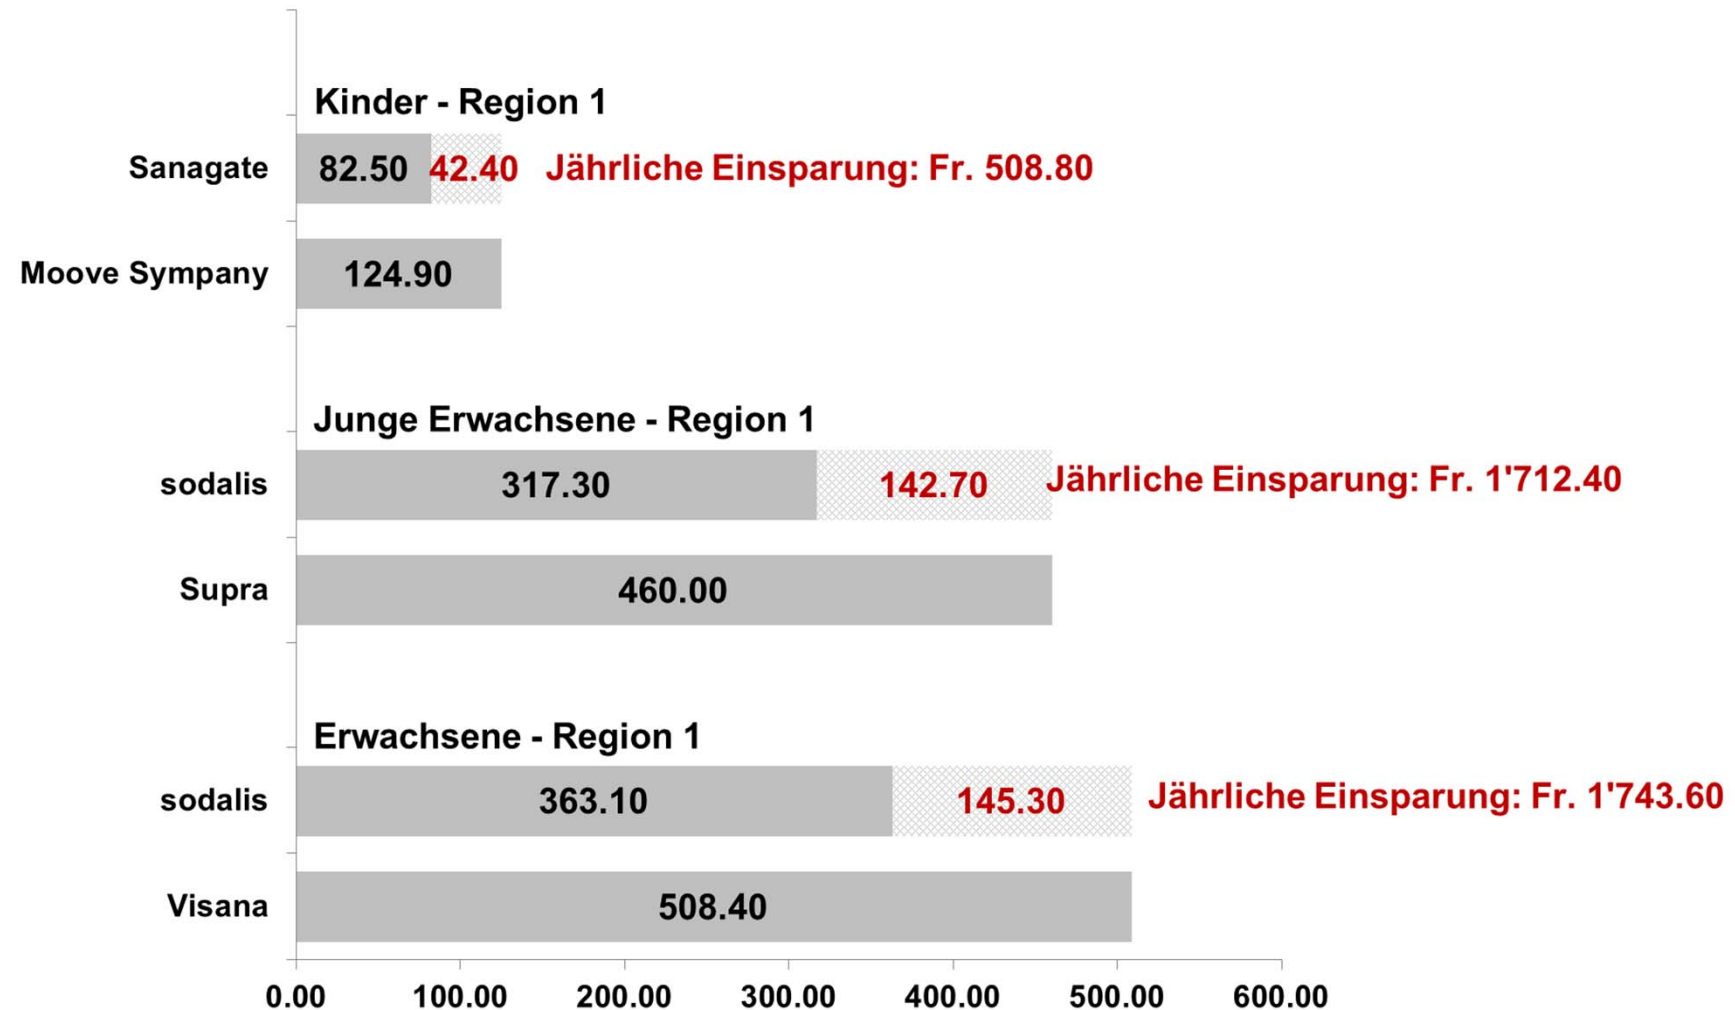 Kinder - Region 1
Sanagate 82.50 42.40 Jährliche Einsparung: Fr. 508.80
Moove Sympany 124.90
Junge Erwachsene - Region 1
sodalis 317.30 142.70 Jährliche Einsparung: Fr. 1'712.40
Supra 460.00
Erwachsene - Region 1
sodalis 363.10 145.30 Jährliche Einsparung: Fr. 1'743.60
Visana 508.40
0.00 100.00 200.00 300.00 400.00 500.00 600.00